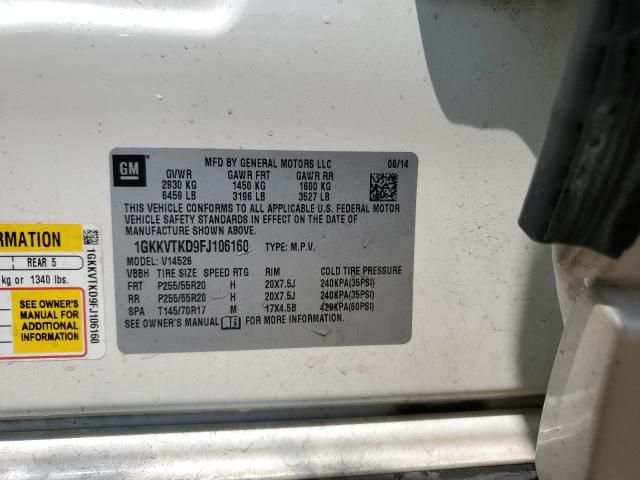 GM
MFD BY GENERAL MOTORS LLC 06/14
GVWR GAWR FRT GAWR RR
2930 KG 1450 KG 1600 KG
6459 LB 3196 LB 3527 LB
THIS VEHICLE CONFORMS TO ALL APPLICABLE U.S. FEDERAL MOTOR
VEHICLE SAFETY STANDARDS IN EFFECT ON THE DATE OF
MANUFACTURE SHOWN ABOVE.
1GKKVTKD9FJ106160 TYPE: M.P.V.
MODEL: V14526
VBBH TIRE SIZE SPEED RTG RIM COLD TIRE PRESSURE
FRT P255/55R20 H 20X7.5J 240KPA(35PSI)
RR P255/55R20 H 20X7.5J 240KPA(35PSI)
SPA T145/70R17 M 17X4.5B 420KPA(60PSI)
SEE OWNER'S MANUAL FOR MORE INFORMATION.
REAR 5
kg or 1340 lbs.
SEE OWNER'S
MANUAL FOR
ADDITIONAL
INFORMATION
1GKKVTKD9FJ106160